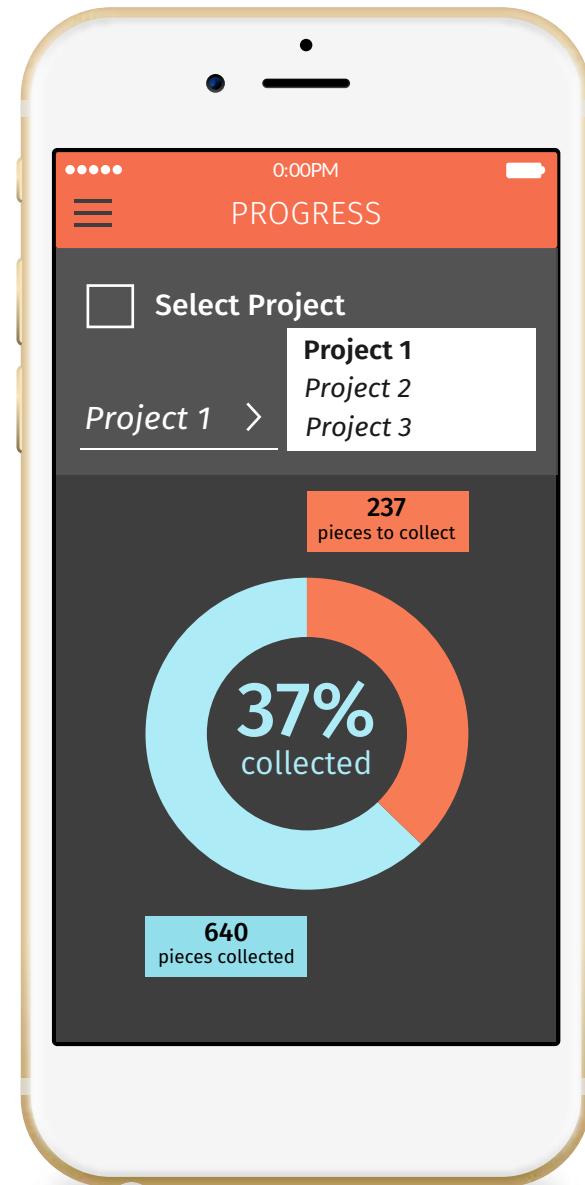 0:00PM
PROGRESS
Select Project
Project 1
Project 2
Project 3
Project 1
237
pieces to collect
37%
collected
640
pieces collected